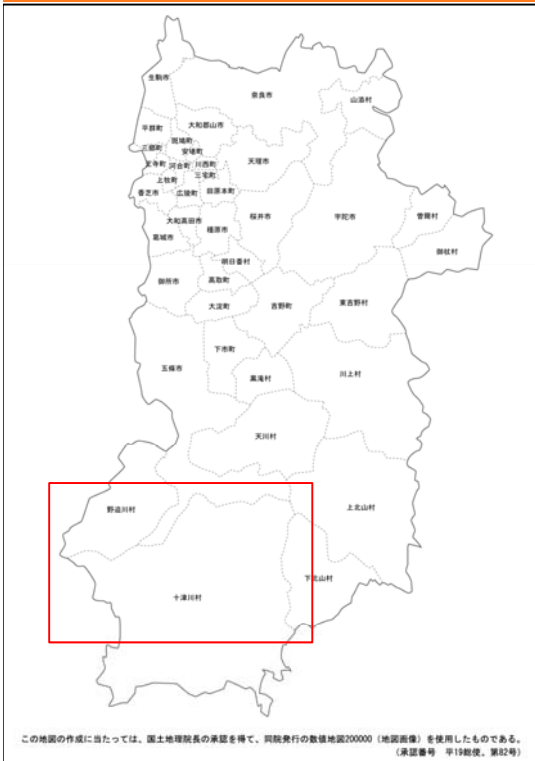 生駒市
奈良市
山添村
平群町
大和郡山市
斑鳩町
三郷町
安堵町
王寺町
河合町
川西町
天理市
三宅町
上牧町
香芝市
広陵町
田原本町
桜井市
宇陀市
曽爾村
大和高田市
橿原市
葛城市
御杖村
明日香村
御所市
高取町
大淀町
吉野町
東吉野村
下市町
五條市
黒滝村
川上村
天川村
野迫川村
上北山村
下北山村
十津川村
この地図の作成に当たっては、国土地理院長の承認を得て、同院発行の数値地図200000（地図画像）を使用したものである。
（承認番号　平19総使、第82号）